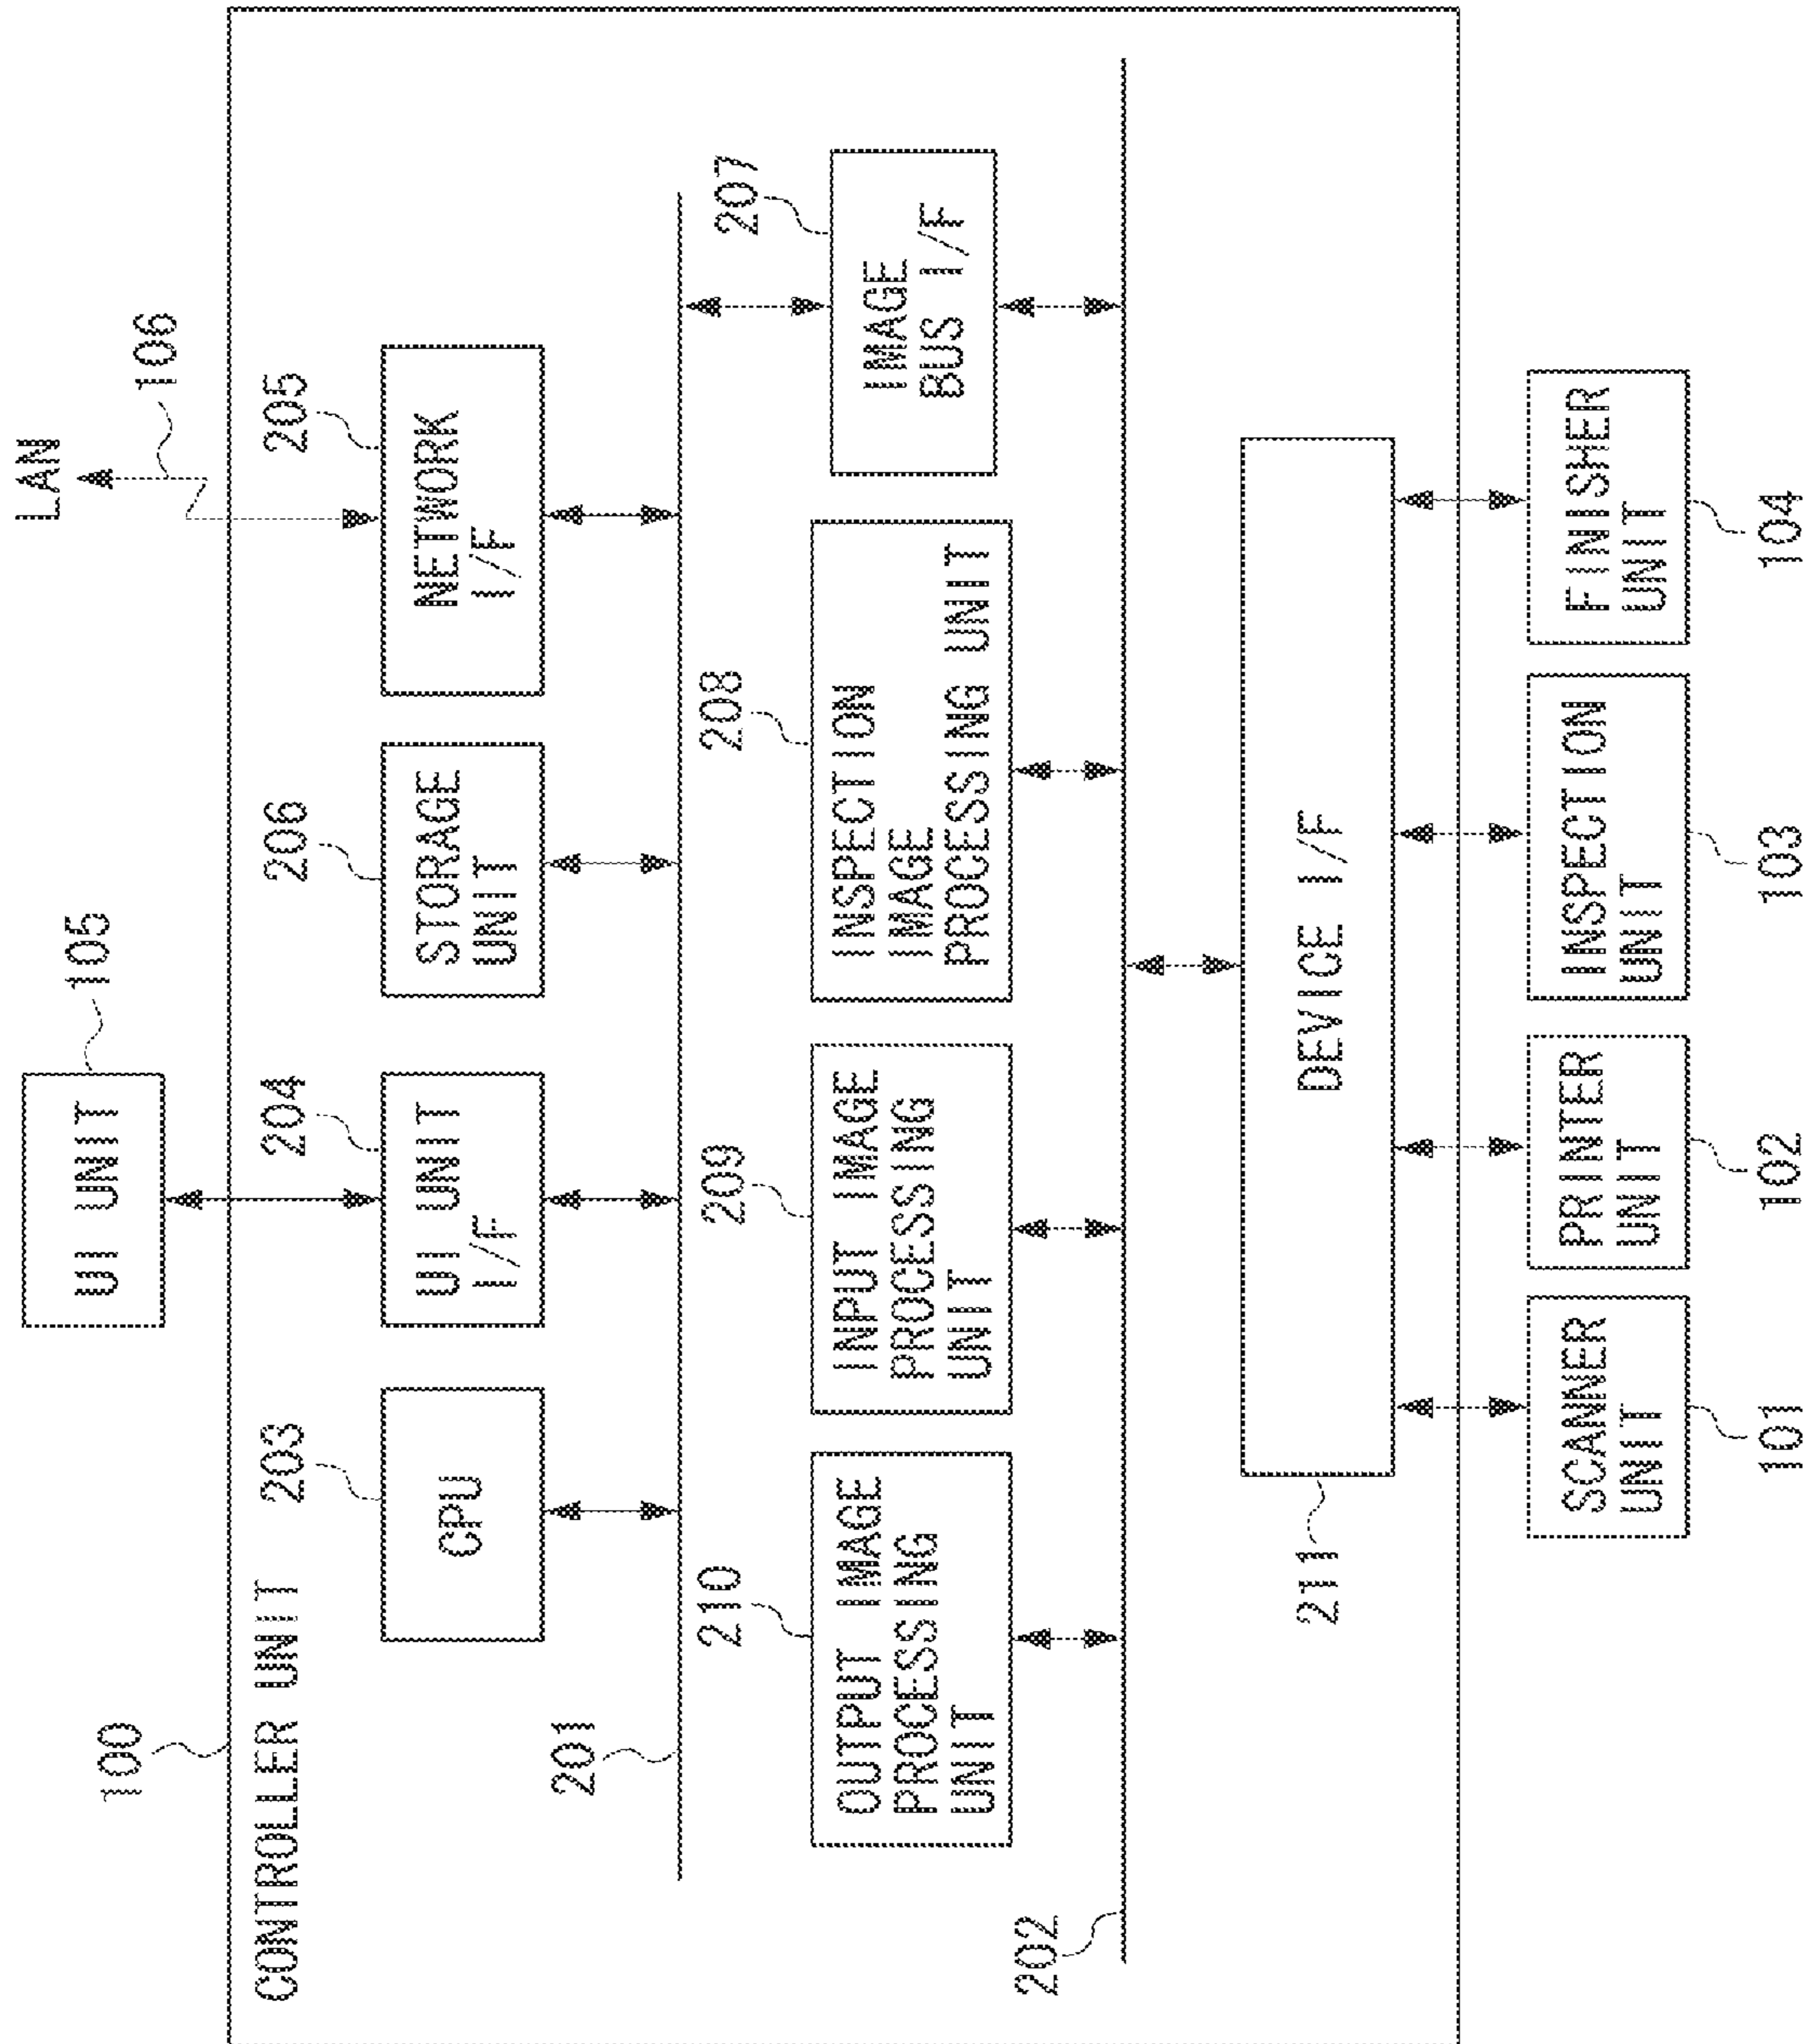 LAN
106
UI UNIT
105
100
CONTROLLER UNIT
203
CPU
204
UI UNIT
I/F
206
STORAGE
UNIT
205
NETWORK
I/F
201
210
OUTPUT IMAGE
PROCESSING
UNIT
209
INPUT IMAGE
PROCESSING
UNIT
208
INSPECTION
IMAGE
PROCESSING UNIT
207
IMAGE
BUS I/F
202
211
DEVICE I/F
SCANNER
UNIT
101
PRINTER
UNIT
102
INSPECTION
UNIT
103
FINISHER
UNIT
104